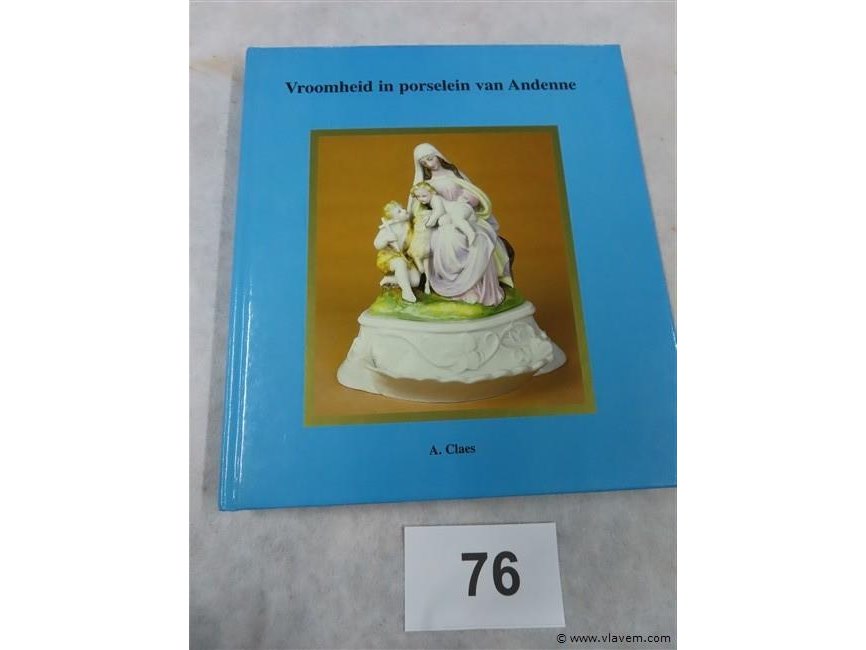 Vroomheid in porselein van Andenne
A. Claes
76
© www.vlavem.com